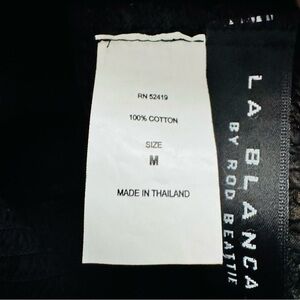 RN 52419
100% COTTON
SIZE
M
MADE IN THAILAND
LA BLANCA
BY ROD BEATTIE